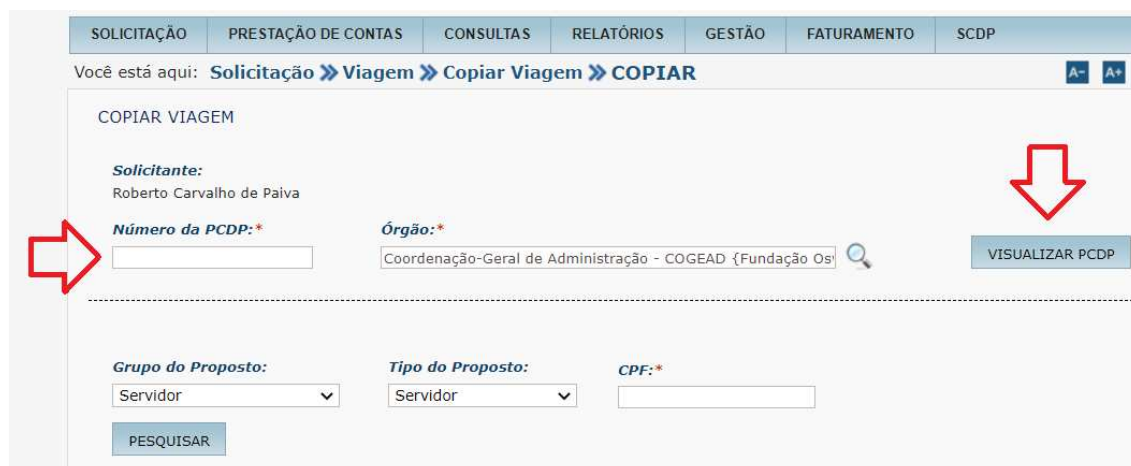 SOLICITAÇÃO PRESTAÇÃO DE CONTAS CONSULTAS RELATÓRIOS GESTÃO FATURAMENTO SCDP
Você está aqui: Solicitação » Viagem » Copiar Viagem » COPIAR A- A+
COPIAR VIAGEM
Solicitante:
Roberto Carvalho de Paiva
Número da PCDP:* Órgão:*
Coordenação-Geral de Administração - COGEAD {Fundação Os VISUALIZAR PCDP
Grupo do Proposto: Tipo do Proposto: CPF:*
Servidor Servidor
PESQUISAR